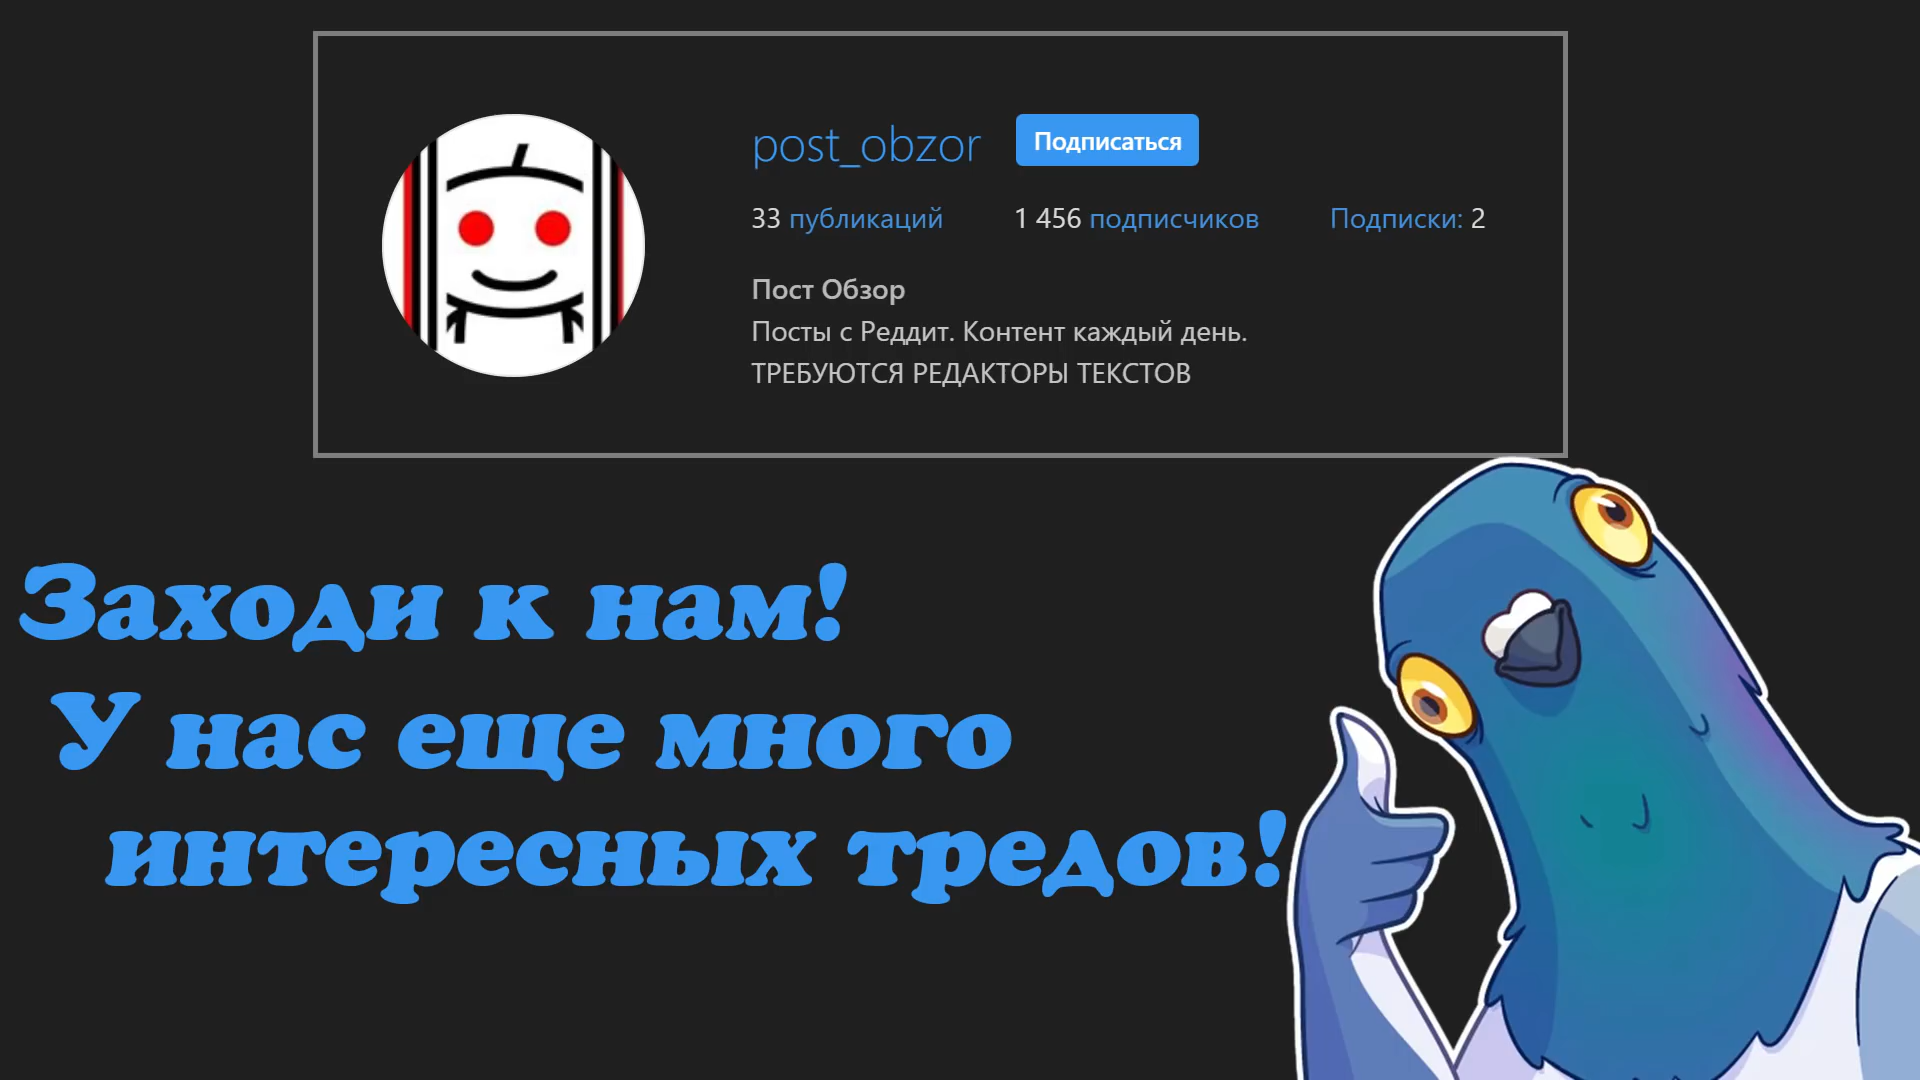 post_obzor Подписаться
33 публикаций 1 456 подписчиков Подписки: 2
Пост Обзор
Посты с Реддит. Контент каждый день.
ТРЕБУЮТСЯ РЕДАКТОРЫ ТЕКСТОВ
Заходи к нам!
У нас еще много
интересных тредов!